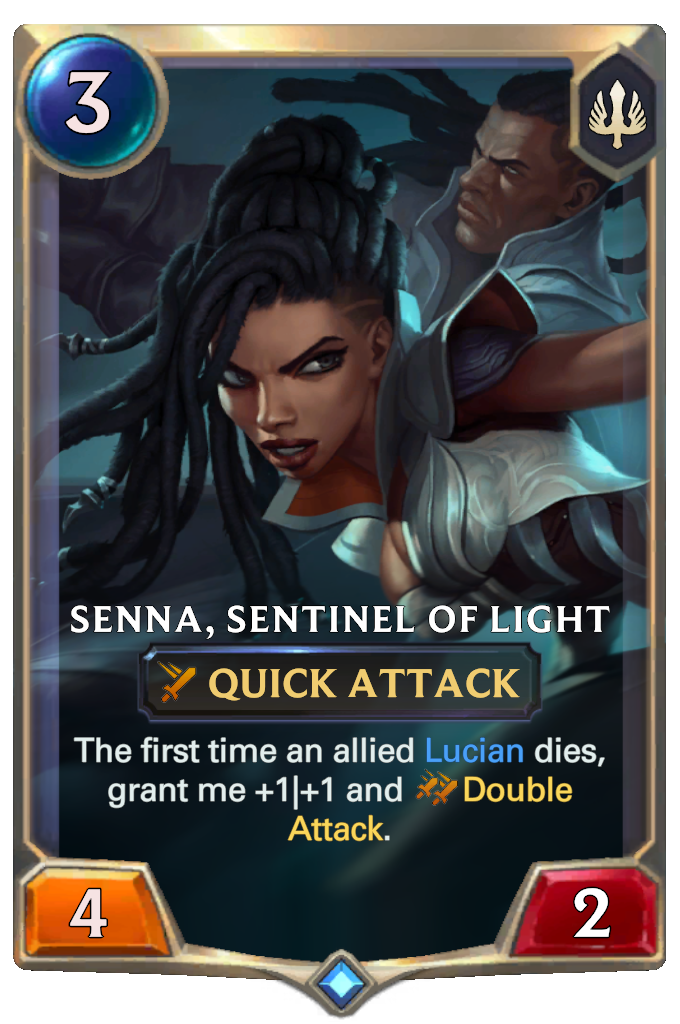 3
SENNA, SENTINEL OF LIGHT
QUICK ATTACK
The first time an allied Lucian dies,
grant me +1|+1 and Double
Attack.
4 2